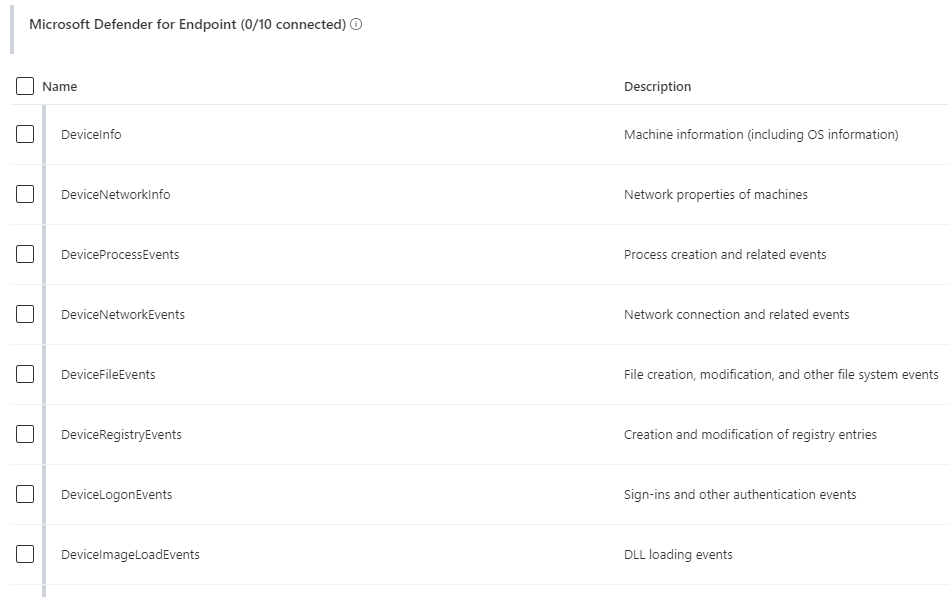 Microsoft Defender for Endpoint (0/10 connected)
Name Description
DeviceInfo Machine information (including OS information)
DeviceNetworkInfo Network properties of machines
DeviceProcessEvents Process creation and related events
DeviceNetworkEvents Network connection and related events
DeviceFileEvents File creation, modification, and other file system events
DeviceRegistryEvents Creation and modification of registry entries
DeviceLogonEvents Sign-ins and other authentication events
DeviceImageLoadEvents DLL loading events